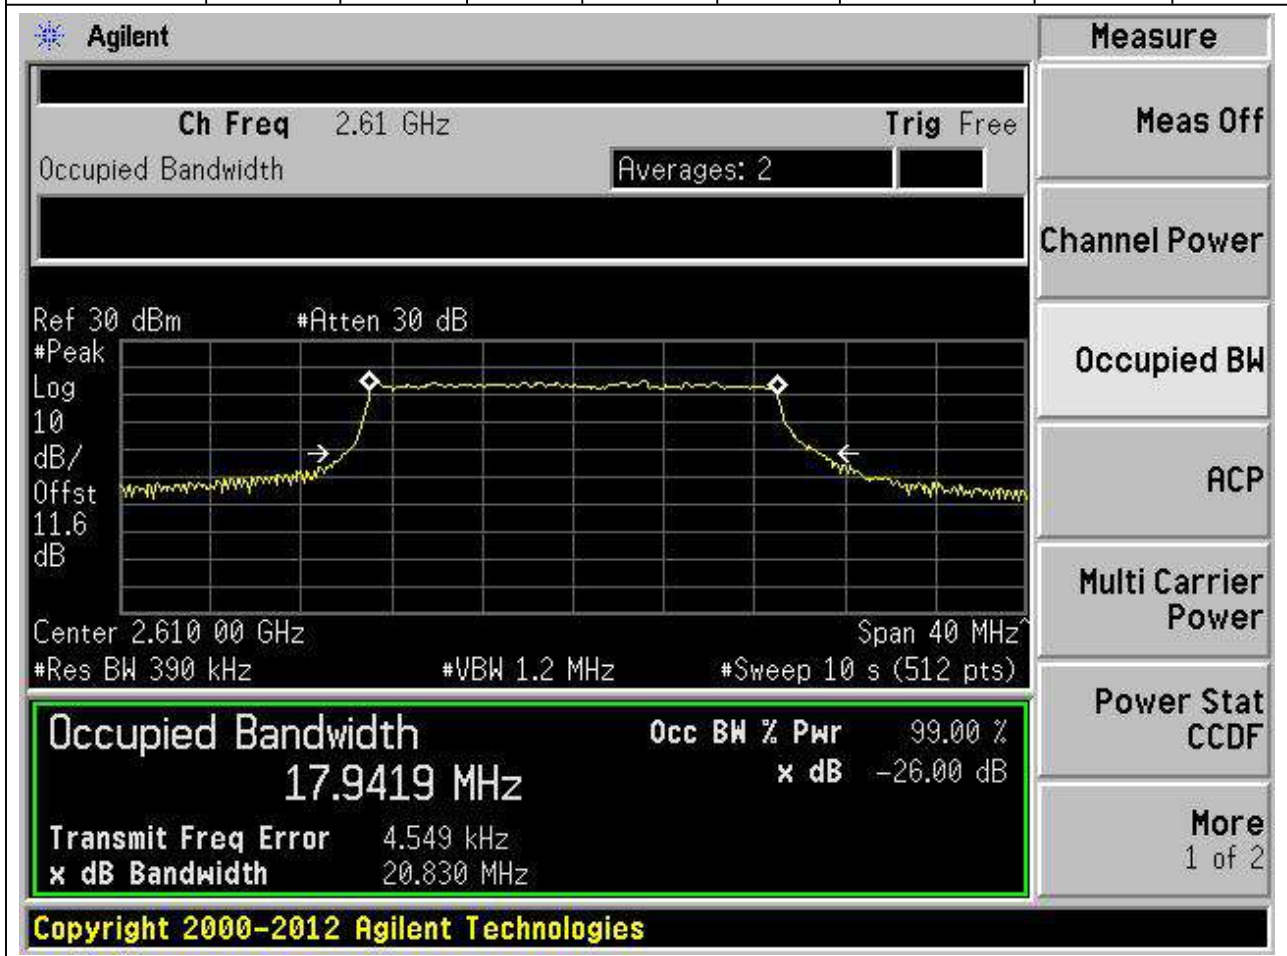 Agilent
Measure
Ch Freq 2.61 GHz Trig Free
Occupied Bandwidth Averages: 2
Meas Off
Channel Power
Occupied BW
ACP
Multi Carrier
Power
Power Stat
CCDF
More
1 of 2
Ref 30 dBm #Atten 30 dB
#Peak
Log
10
dB/
Offst
11.6
dB
Center 2.610 00 GHz Span 40 MHz^
#Res BW 390 kHz #VBW 1.2 MHz #Sweep 10 s (512 pts)
Occupied Bandwidth Occ BW % Pwr 99.00 %
17.9419 MHz x dB -26.00 dB
Transmit Freq Error 4.549 kHz
x dB Bandwidth 20.830 MHz
Copyright 2000-2012 Agilent Technologies